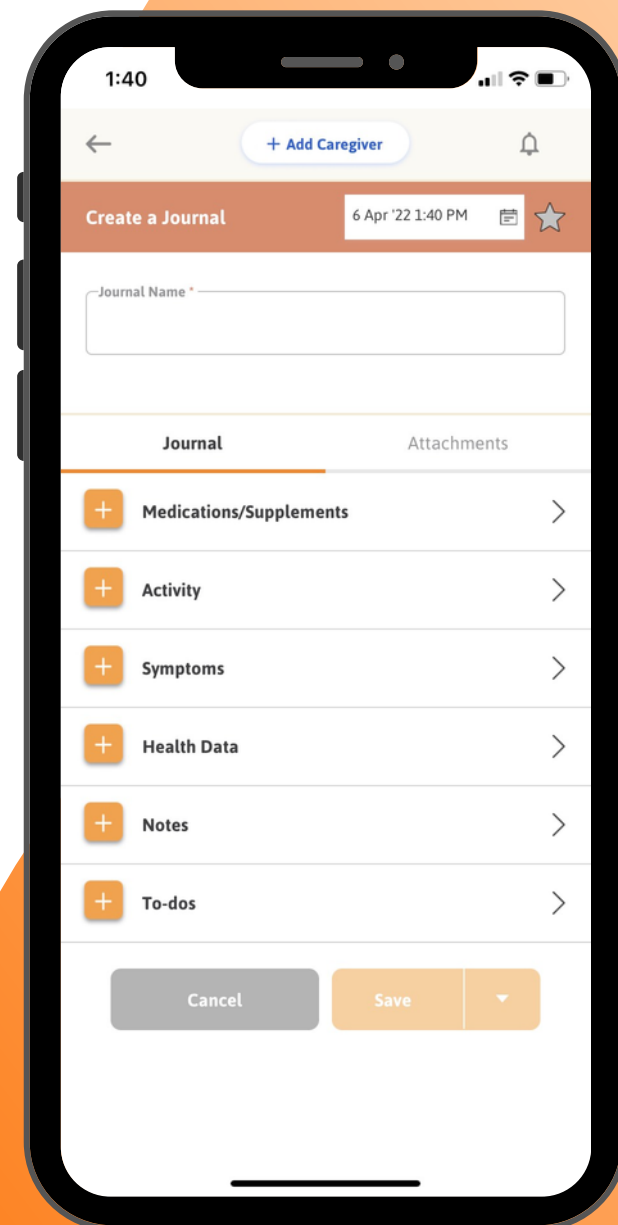 1:40
+ Add Caregiver
Create a Journal
6 Apr '22 1:40 PM
Journal Name *
Journal
Attachments
+ Medications/Supplements
+ Activity
+ Symptoms
+ Health Data
+ Notes
+ To-dos
Cancel
Save